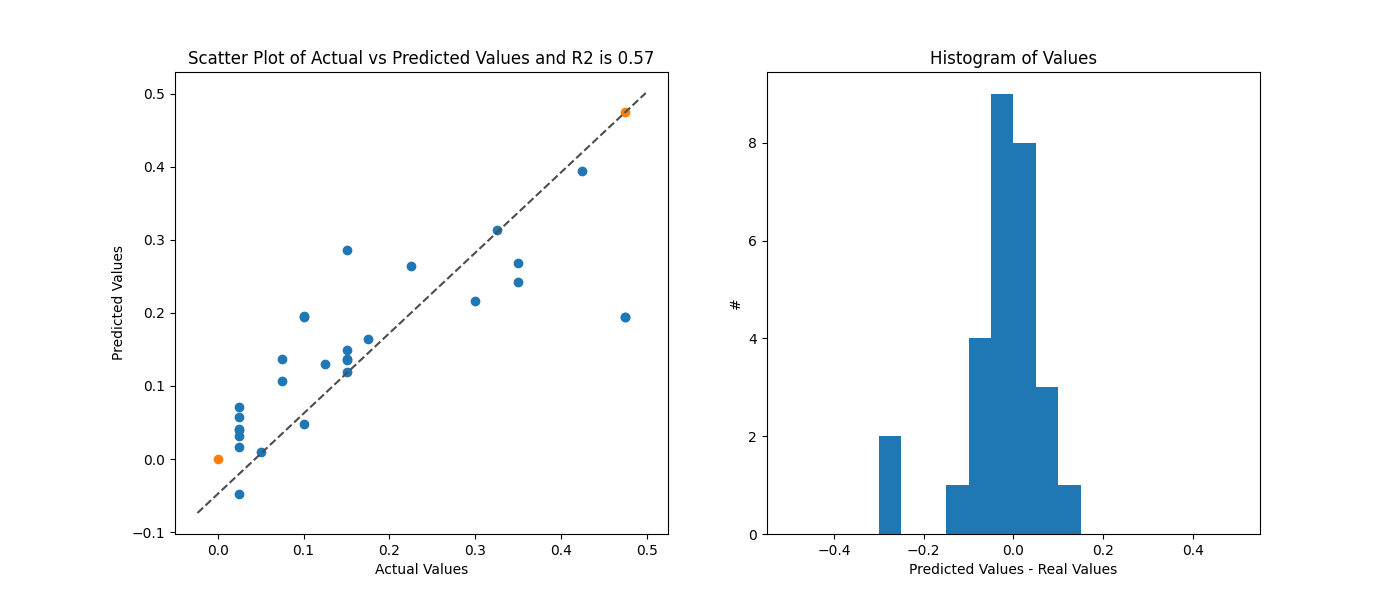 Scatter Plot of Actual vs Predicted Values and R2 is 0.57
0.5
0.4
0.3
0.2
0.1
0.0
−0.1
Predicted Values
0.0 0.1 0.2 0.3 0.4 0.5
Actual Values
Histogram of Values
8
6
4
2
0
#
−0.4 −0.2 0.0 0.2 0.4
Predicted Values - Real Values